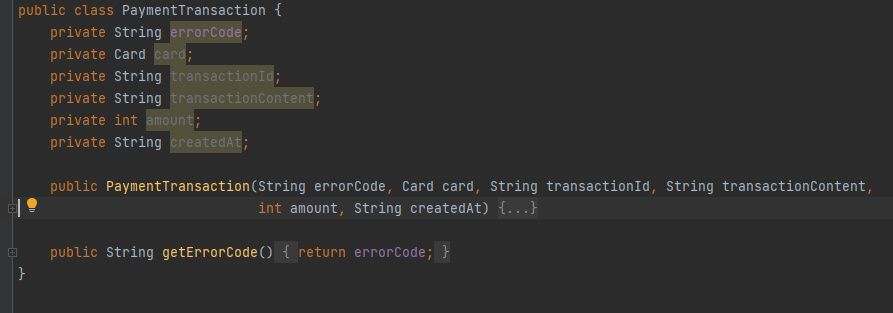 public class PaymentTransaction {
private String errorCode;
private Card card;
private String transactionId;
private String transactionContent;
private int amount;
private String createdAt;
public PaymentTransaction(String errorCode, Card card, String transactionId, String transactionContent,
int amount, String createdAt) {...}
public String getErrorCode() { return errorCode; }
}